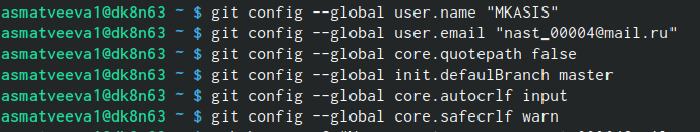 asmatveeva1@dk8n63 ~ $ git config --global user.name "MKASIS"
asmatveeva1@dk8n63 ~ $ git config --global user.email "nast_00004@mail.ru"
asmatveeva1@dk8n63 ~ $ git config --global core.quotepath false
asmatveeva1@dk8n63 ~ $ git config --global init.defaulBranch master
asmatveeva1@dk8n63 ~ $ git config --global core.autocrlf input
asmatveeva1@dk8n63 ~ $ git config --global core.safecrlf warn